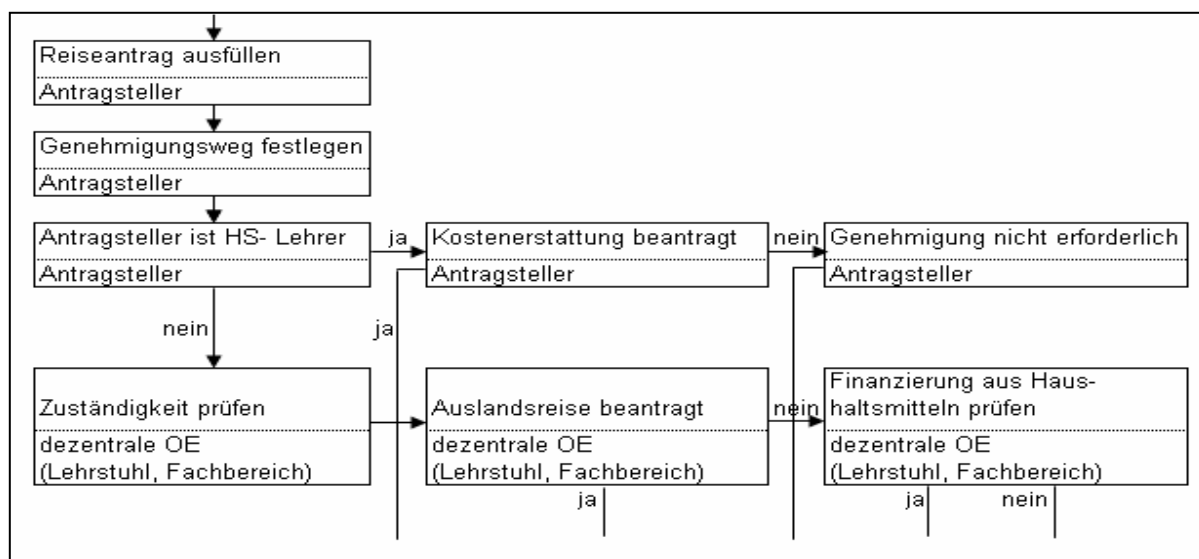 Reiseantrag ausfüllen
Antragsteller
Genehmigungsweg festlegen
Antragsteller
Antragsteller ist HS- Lehrer
Antragsteller
ja
Kostenerstattung beantragt
Antragsteller
nein
Genehmigung nicht erforderlich
Antragsteller
nein
ja
Zuständigkeit prüfen
dezentrale OE
(Lehrstuhl, Fachbereich)
Auslandsreise beantragt
dezentrale OE
(Lehrstuhl, Fachbereich)
nein
Finanzierung aus Haus-
haltsmitteln prüfen
dezentrale OE
(Lehrstuhl, Fachbereich)
ja
ja
nein